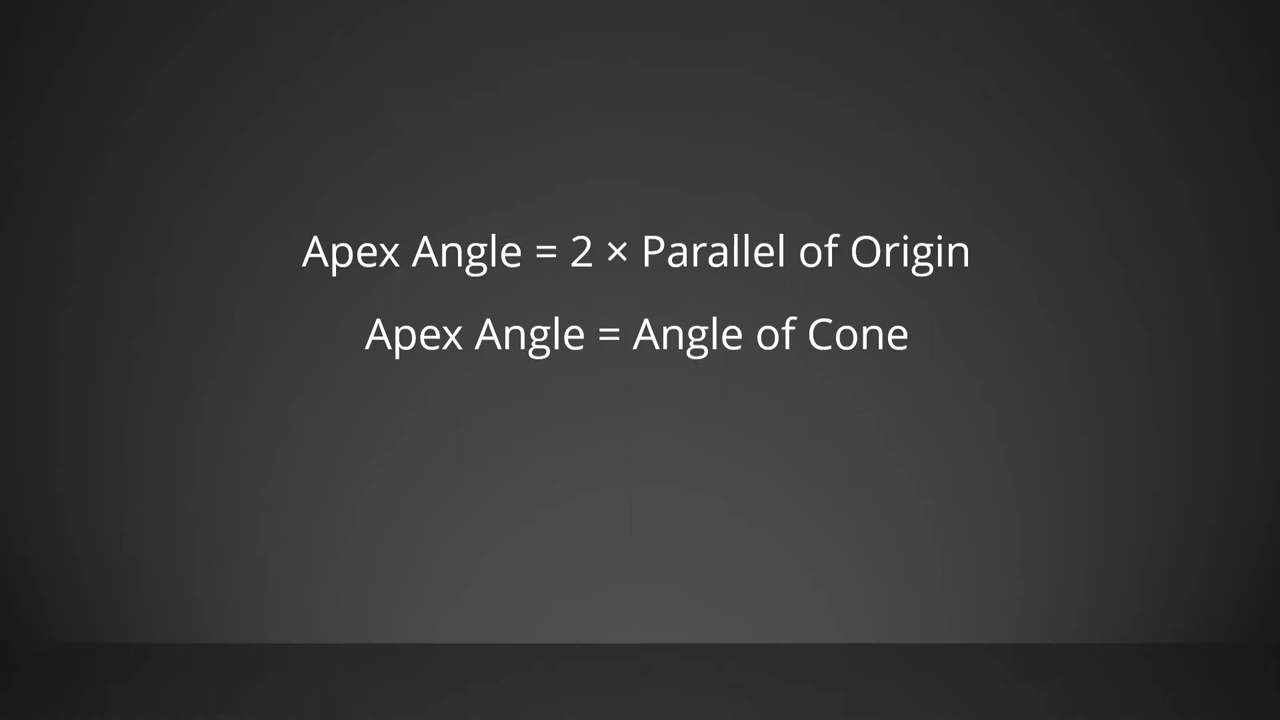 Apex Angle = 2 × Parallel of Origin
Apex Angle = Angle of Cone